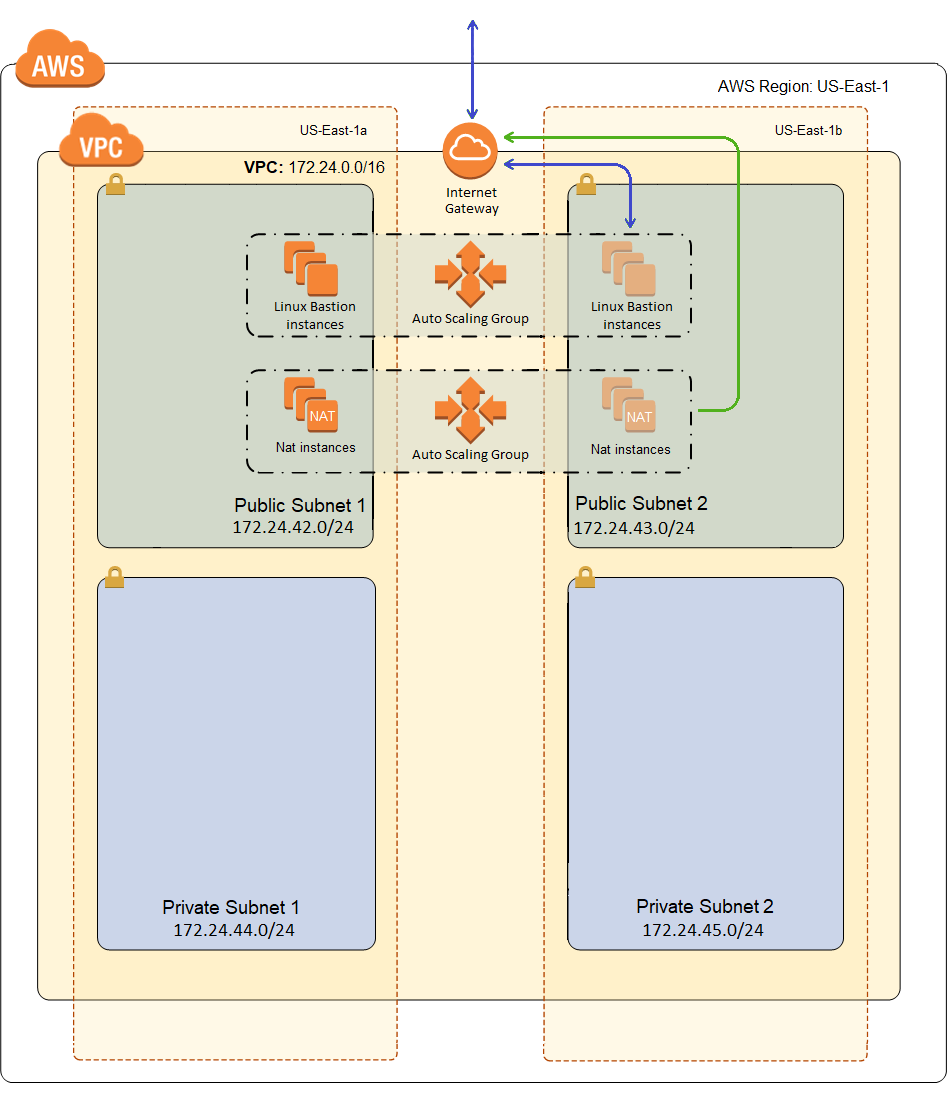 AWS
AWS Region: US-East-1
US-East-1a
US-East-1b
VPC
VPC: 172.24.0.0/16
Internet
Gateway
Linux Bastion
instances
Auto Scaling Group
Linux Bastion
instances
NAT
Nat instances
Auto Scaling Group
NAT
Nat instances
Public Subnet 1
172.24.42.0/24
Public Subnet 2
172.24.43.0/24
Private Subnet 1
172.24.44.0/24
Private Subnet 2
172.24.45.0/24